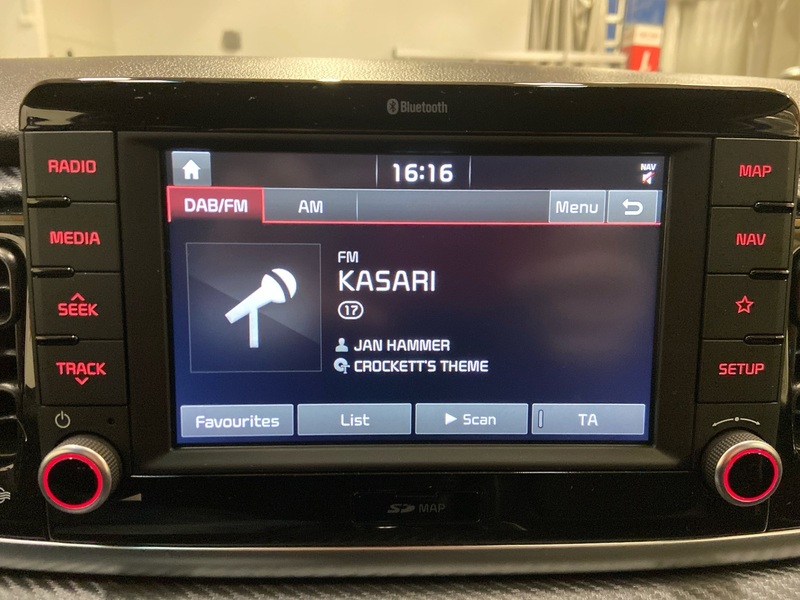 Bluetooth
RADIO
MEDIA
SEEK
TRACK
16:16
NAV
DAB/FM
AM
Menu
FM
KASARI
17
JAN HAMMER
CROCKETT'S THEME
Favourites
List
Scan
TA
MAP
NAV
SETUP
SD MAP